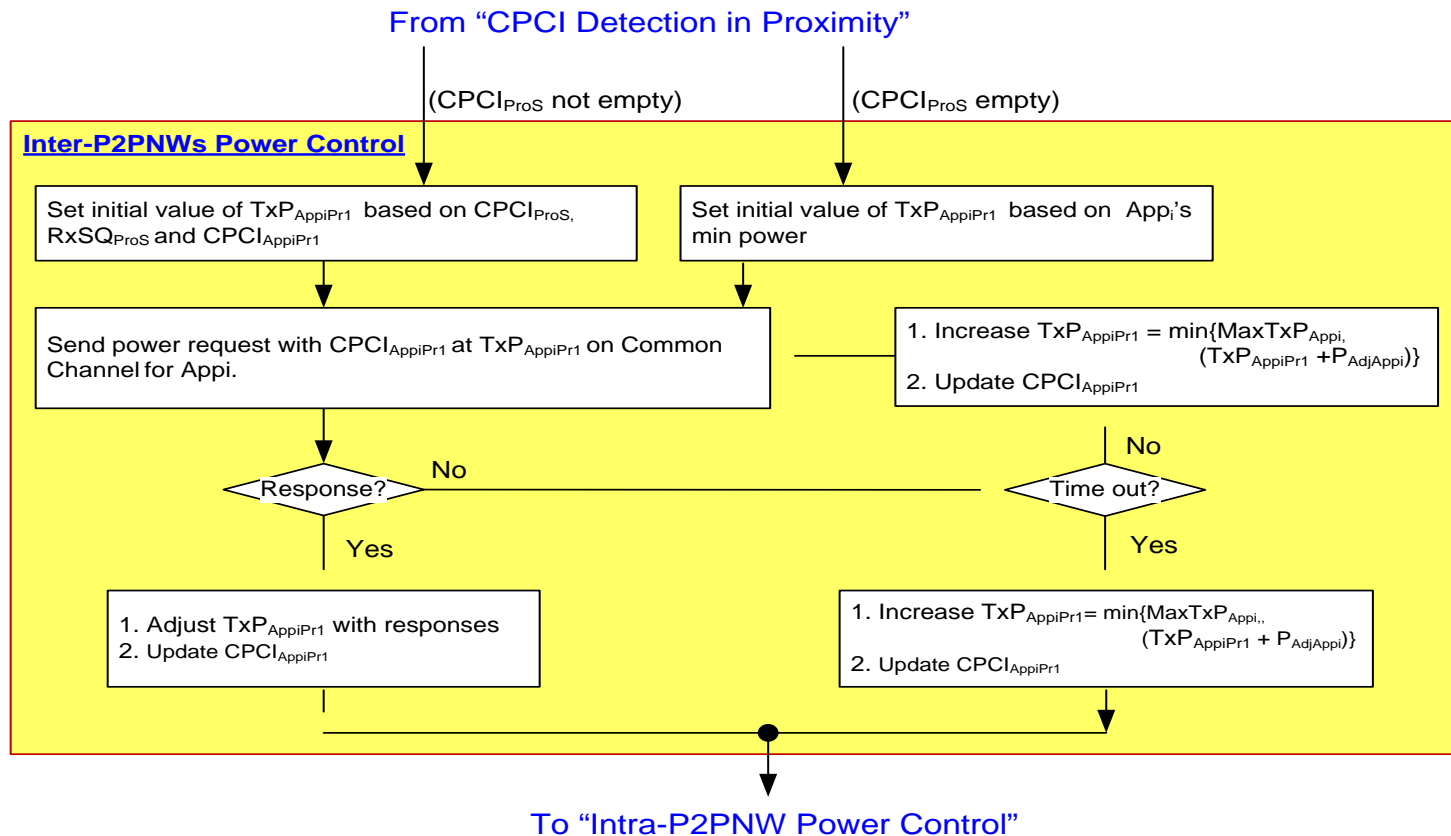 From “CPCI Detection in Proximity”
(CPCIProS not empty)
(CPCIProS empty)
Inter-P2PNWs Power Control
Set initial value of TxPAppiPr1 based on CPCIProS,
RxSQProS and CPCIAppiPr1
Set initial value of TxPAppiPr1 based on Appi’s
min power
Send power request with CPCIAppiPr1 at TxPAppiPr1 on Common
Channel for Appi.
1. Increase TxPAppiPr1 = min{MaxTxPAppi,
(TxPAppiPr1 +PAdjAppi)}
2. Update CPCIAppiPr1
Response?
No
No
Time out?
Yes
Yes
1. Adjust TxPAppiPr1 with responses
2. Update CPCIAppiPr1
1. Increase TxPAppiPr1= min{MaxTxPAppi,,
(TxPAppiPr1 + PAdjAppi)}
2. Update CPCIAppiPr1
To “Intra-P2PNW Power Control”